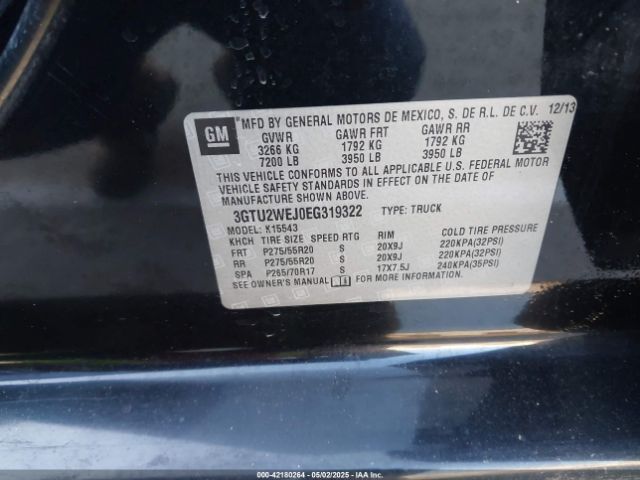 GM
MFD BY GENERAL MOTORS DE MEXICO, S. DE R.L. DE C.V. 12/13
GVWR GAWR FRT GAWR RR
3266 KG 1792 KG 1792 KG
7200 LB 3950 LB 3950 LB
THIS VEHICLE CONFORMS TO ALL APPLICABLE U.S. FEDERAL MOTOR
VEHICLE SAFETY STANDARDS IN EFFECT ON THE DATE OF
MANUFACTURE SHOWN ABOVE.
3GTU2WEJ0EG319322 TYPE: TRUCK
MODEL: K15543
KHCH TIRE SIZE SPEED RTG RIM COLD TIRE PRESSURE
FRT P275/55R20 S 20X9J 220KPA(32PSI)
RR P275/55R20 S 20X9J 220KPA(32PSI)
SPA P265/70R17 S 17X7.5J 240KPA(35PSI)
SEE OWNER'S MANUAL FOR MORE INFORMATION.
000-42180264 - 05/02/2025 - IAAI.COM